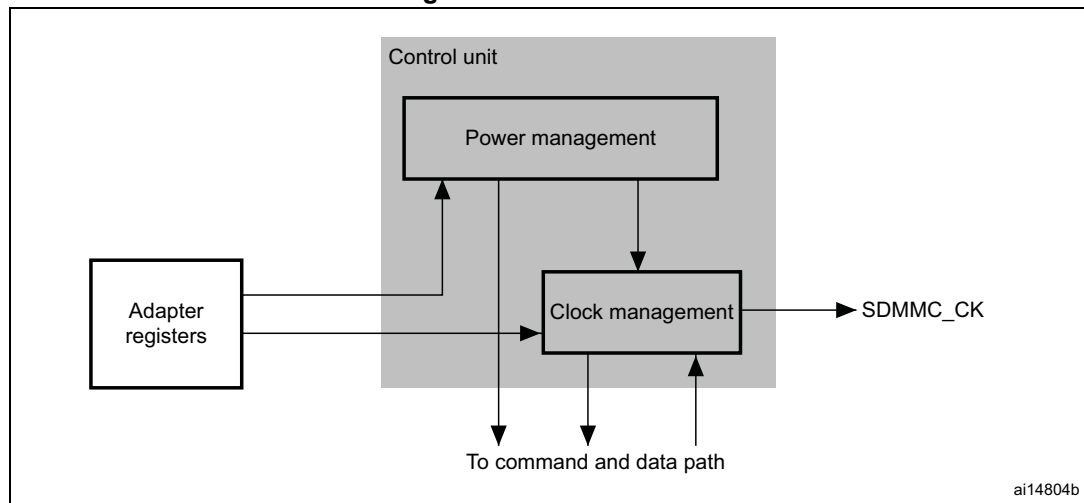 Control unit
Power management
Adapter
registers
Clock management
SDMMC_CK
To command and data path
ai14804b